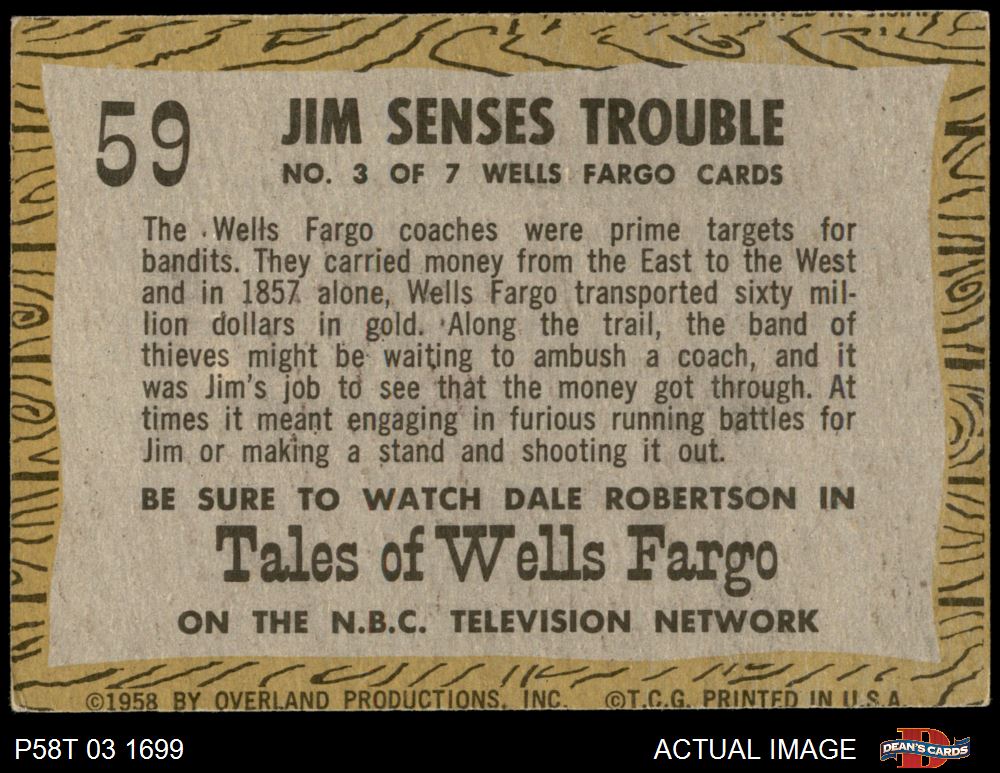 59
JIM SENSES TROUBLE
NO. 3 OF 7 WELLS FARGO CARDS
The Wells Fargo coaches were prime targets for
bandits. They carried money from the East to the West
and in 1857 alone, Wells Fargo transported sixty mil-
lion dollars in gold. Along the trail, the band of
thieves might be waiting to ambush a coach, and it
was Jim's job to see that the money got through. At
times it meant engaging in furious running battles for
Jim or making a stand and shooting it out.
BE SURE TO WATCH DALE ROBERTSON IN
Tales of Wells Fargo
ON THE N.B.C. TELEVISION NETWORK
©1958 BY OVERLAND PRODUCTIONS, INC. ©T.C.G. PRINTED IN U.S.A.
P58T 03 1699
ACTUAL IMAGE
DEAN'S CARDS